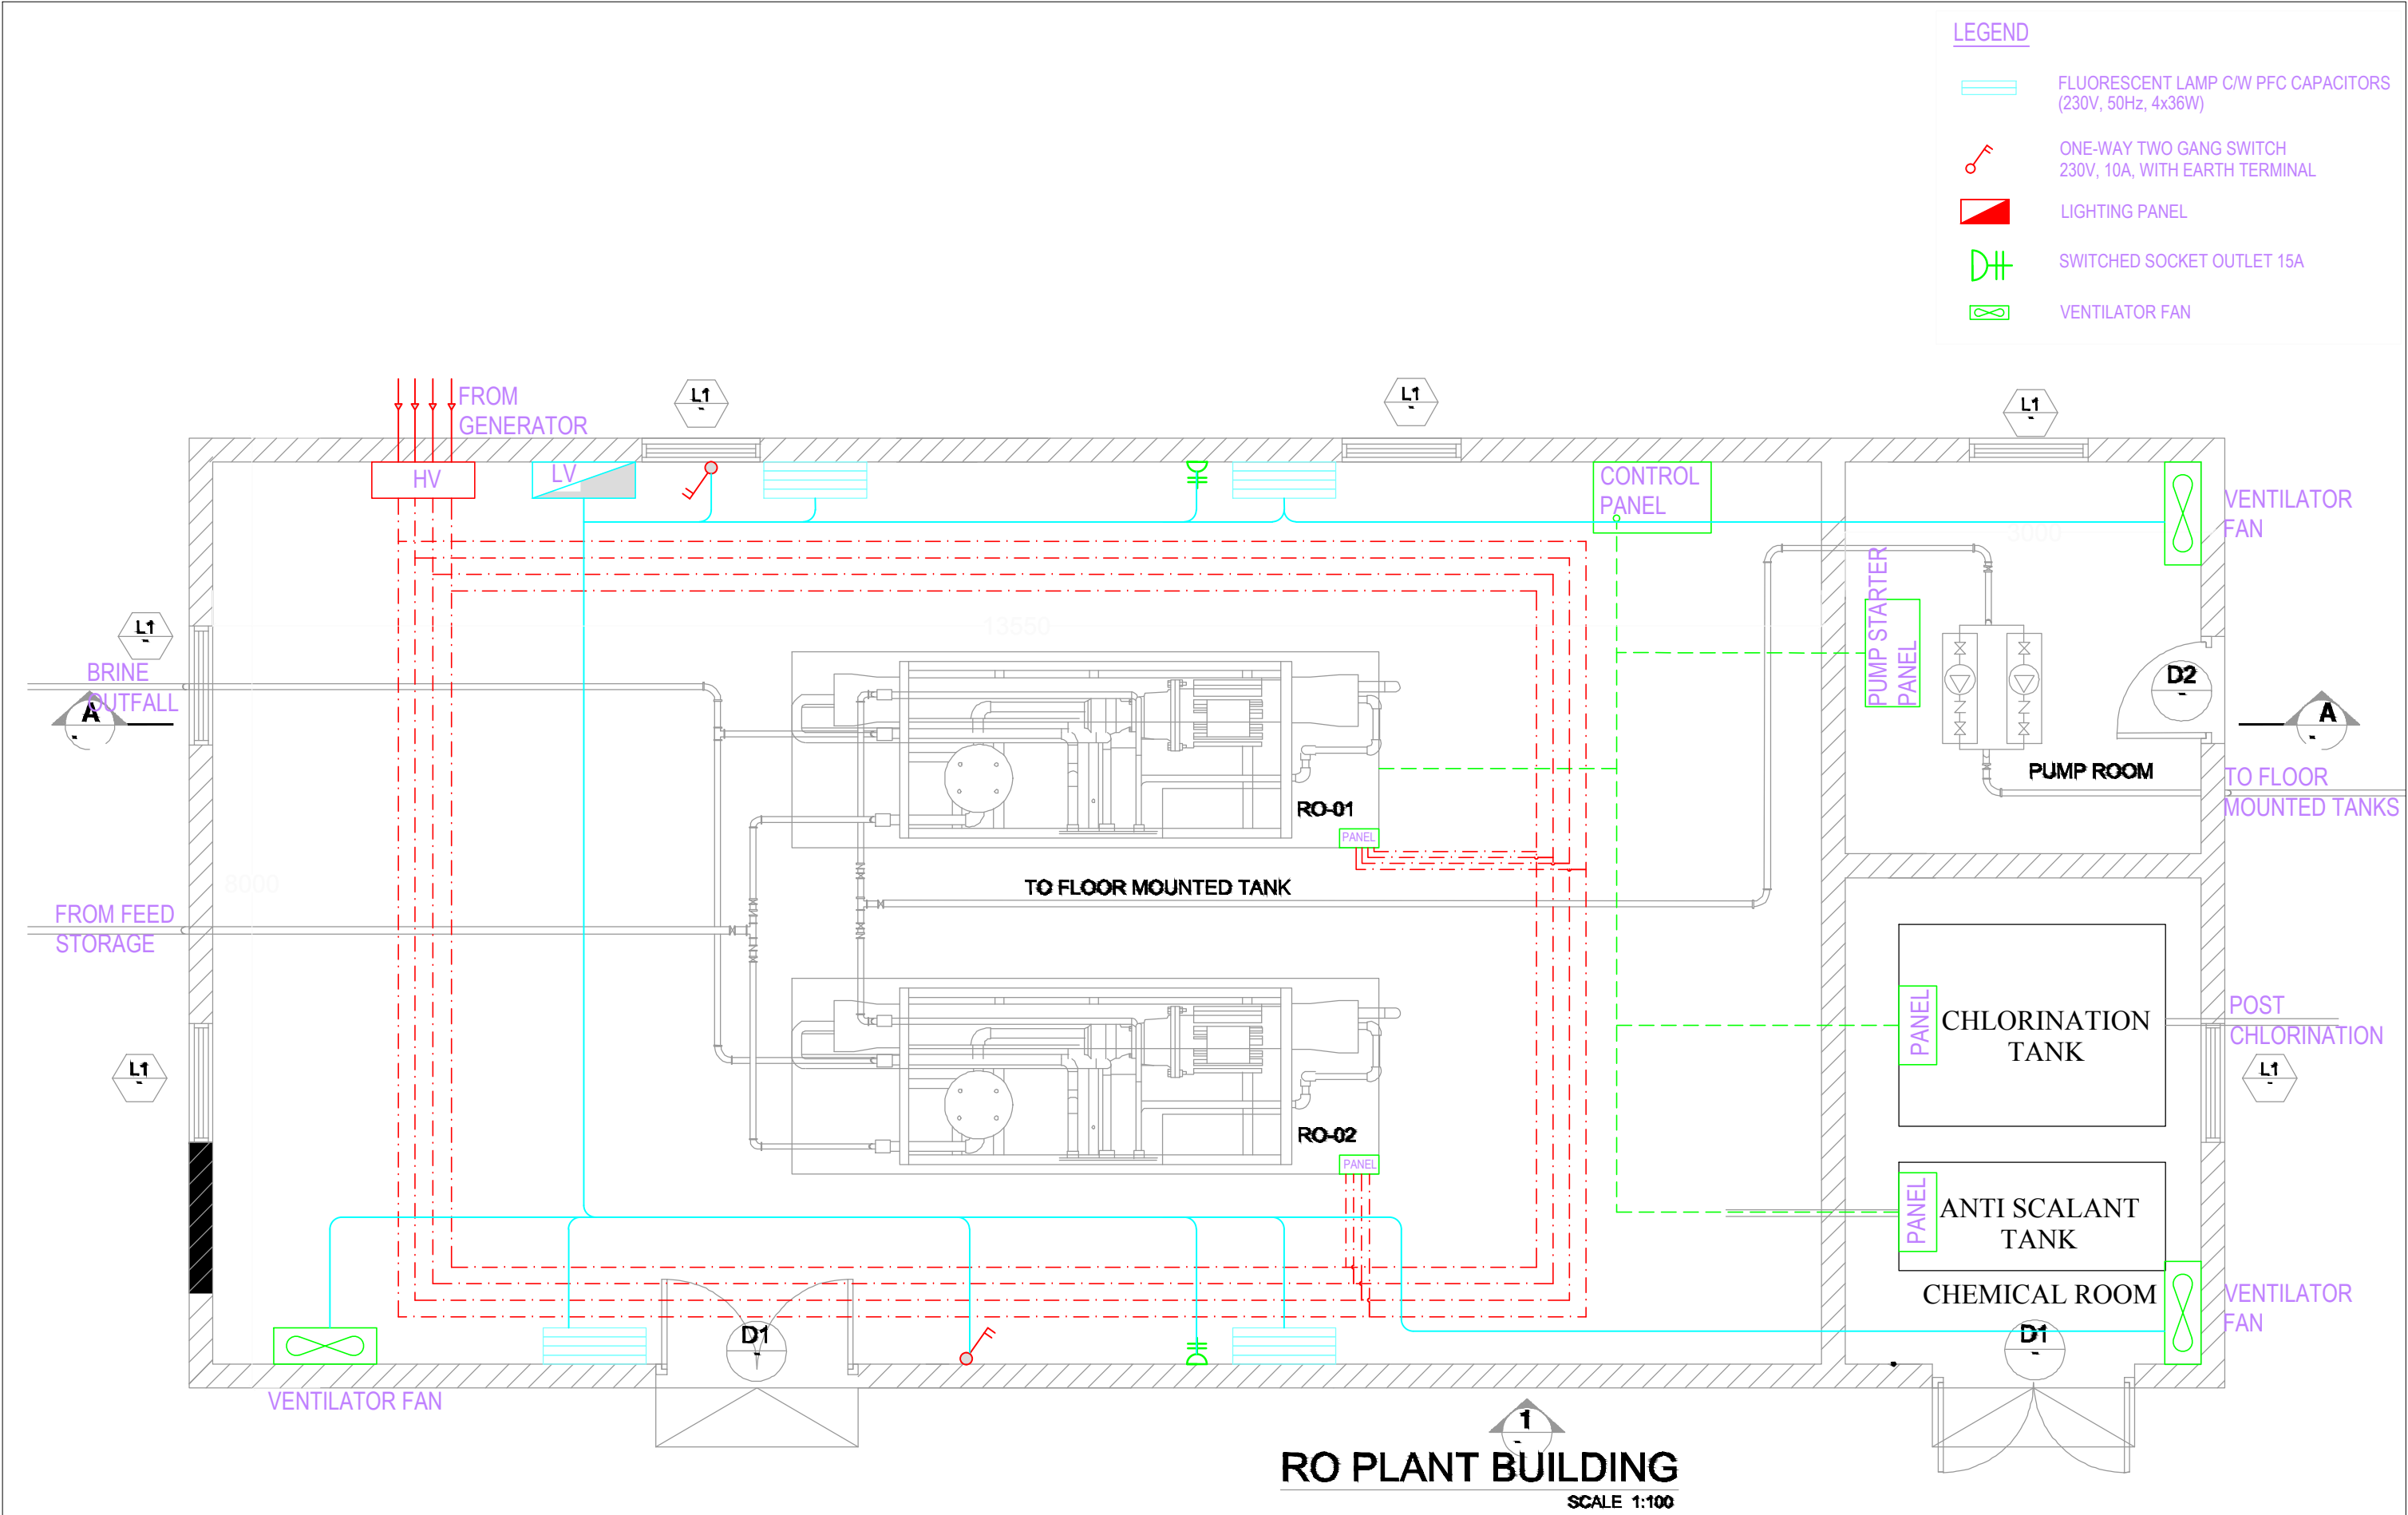 LEGEND
FLUORESCENT LAMP C/W PFC CAPACITORS
(230V, 50Hz, 4x36W)
ONE-WAY TWO GANG SWITCH
230V, 10A, WITH EARTH TERMINAL
LIGHTING PANEL
SWITCHED SOCKET OUTLET 15A
VENTILATOR FAN
FROM
GENERATOR
L1
-
L1
-
L1
-
HV
LV
CONTROL
PANEL
VENTILATOR
FAN
3000
13550
PUMP STARTER
PANEL
L1
-
BRINE
OUTFALL
A
-
D2
-
A
-
PUMP ROOM
TO FLOOR
MOUNTED TANKS
RO-01
PANEL
8000
TO FLOOR MOUNTED TANK
FROM FEED
STORAGE
PANEL
CHLORINATION
TANK
POST
CHLORINATION
L1
-
L1
-
RO-02
PANEL
PANEL
ANTI SCALANT
TANK
CHEMICAL ROOM
VENTILATOR
FAN
D1
-
D1
-
VENTILATOR FAN
1
-
RO PLANT BUILDING
SCALE 1:100